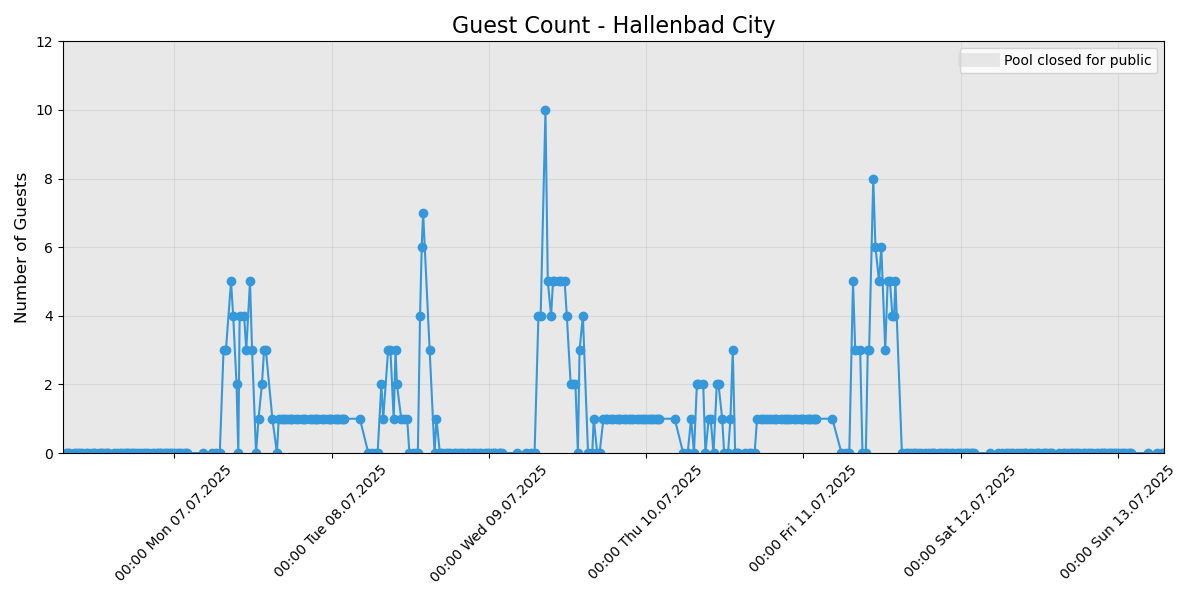 Guest Count - Hallenbad City
Pool closed for public
Number of Guests
12
10
8
6
4
2
0
00:00 Mon 07.07.2025
00:00 Tue 08.07.2025
00:00 Wed 09.07.2025
00:00 Thu 10.07.2025
00:00 Fri 11.07.2025
00:00 Sat 12.07.2025
00:00 Sun 13.07.2025